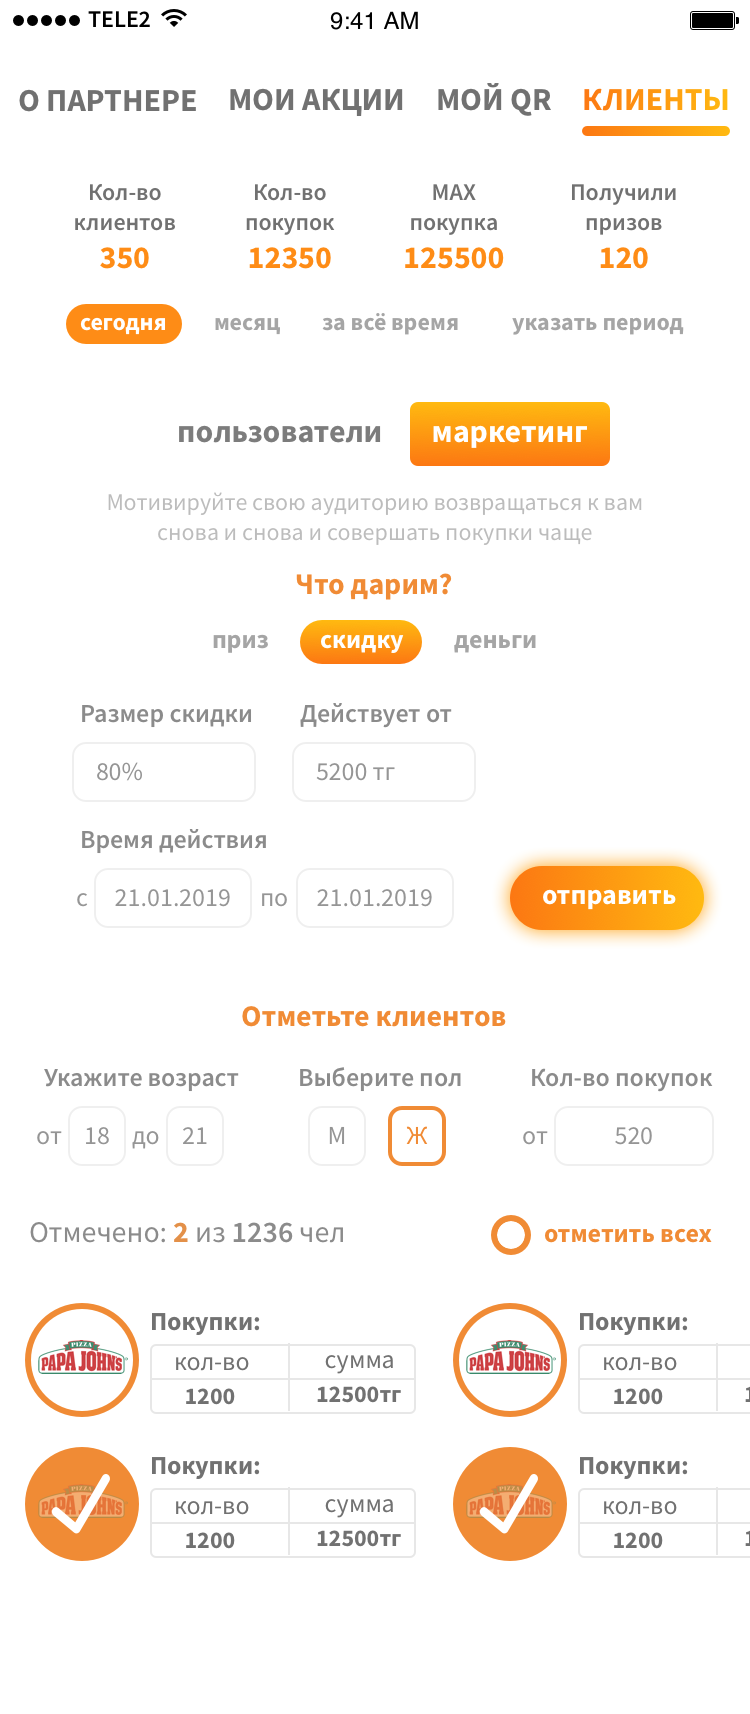 TELE2 9:41 AM
О ПАРТНЕРЕ МОИ АКЦИИ МОЙ QR КЛИЕНТЫ
Кол-во клиентов 350
Кол-во покупок 12350
MAX покупка 125500
Получили призов 120
сегодня месяц за всё время указать период
пользователи маркетинг
Мотивируйте свою аудиторию возвращаться к вам
снова и снова и совершать покупки чаще
Что дарим?
приз скидку деньги
Размер скидки Действует от
80% 5200 тг
Время действия
с 21.01.2019 по 21.01.2019 отправить
Отметьте клиентов
Укажите возраст Выберите пол Кол-во покупок
от 18 до 21 М Ж от 520
Отмечено: 2 из 1236 чел отметить всех
Покупки: Покупки:
PIZZA PAPA JOHNS кол-во сумма PIZZA PAPA JOHNS кол-во
1200 12500тг 1200
Покупки: Покупки:
PIZZA PAPA JOHNS кол-во сумма PIZZA PAPA JOHNS кол-во
1200 12500тг 1200